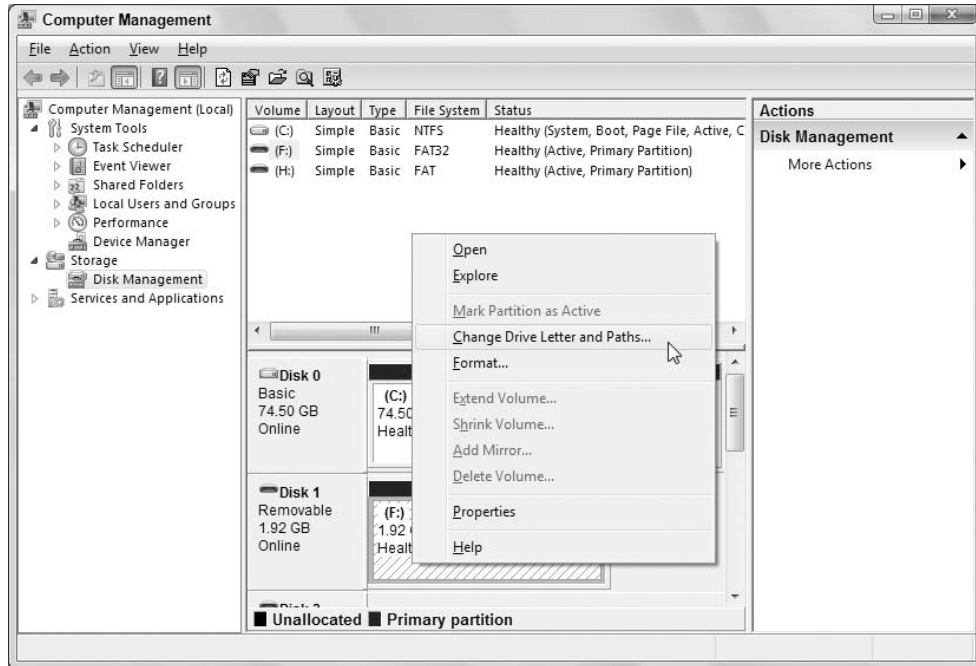 Computer Management
File Action View Help
Computer Management (Local)
System Tools
Task Scheduler
Event Viewer
Shared Folders
Local Users and Groups
Performance
Device Manager
Storage
Disk Management
Services and Applications
Volume Layout Type File System Status
(C:) Simple Basic NTFS Healthy (System, Boot, Page File, Active, C
(F:) Simple Basic FAT32 Healthy (Active, Primary Partition)
(H:) Simple Basic FAT Healthy (Active, Primary Partition)
Open
Explore
Mark Partition as Active
Change Drive Letter and Paths...
Format...
Extend Volume...
Shrink Volume...
Add Mirror...
Delete Volume...
Properties
Help
Disk 0
Basic
74.50 GB
Online
(C:)
74.50
Healt
Disk 1
Removable
1.92 GB
Online
(F:)
1.92
Healt
Unallocated Primary partition
Actions
Disk Management
More Actions